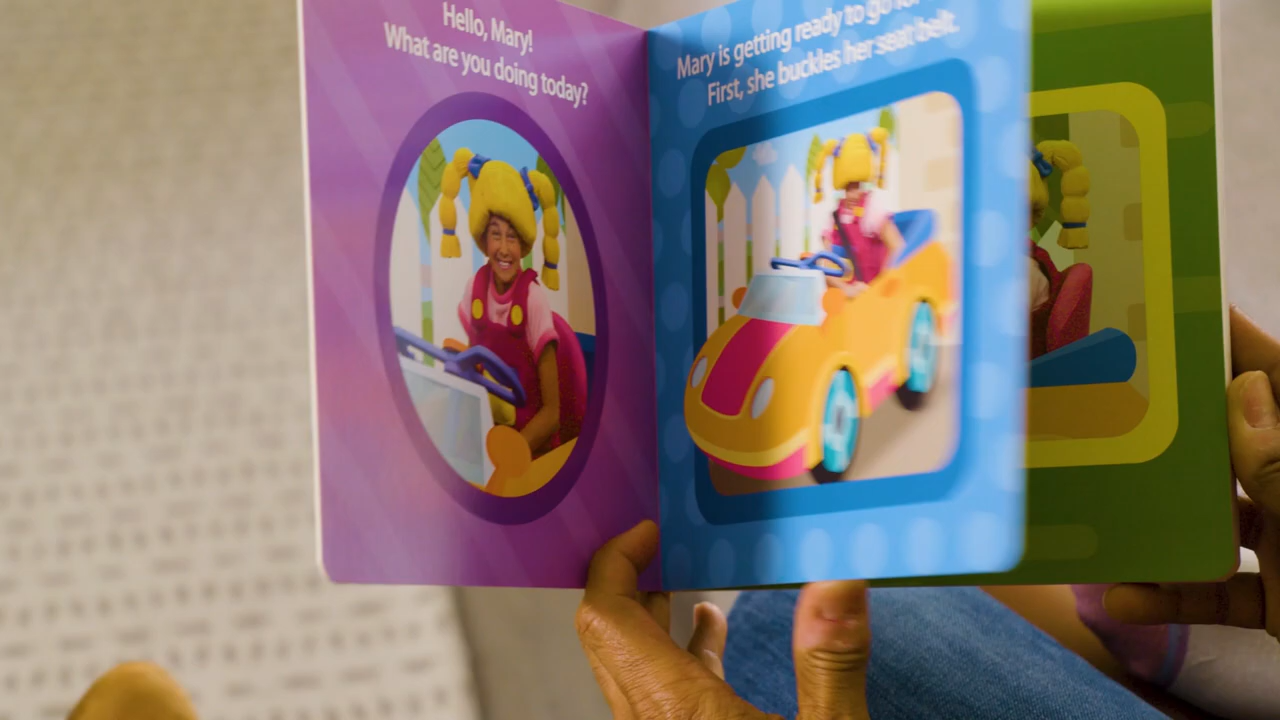 Hello, Mary!
What are you doing today?
Mary is getting ready to go for
First, she buckles her seat belt.